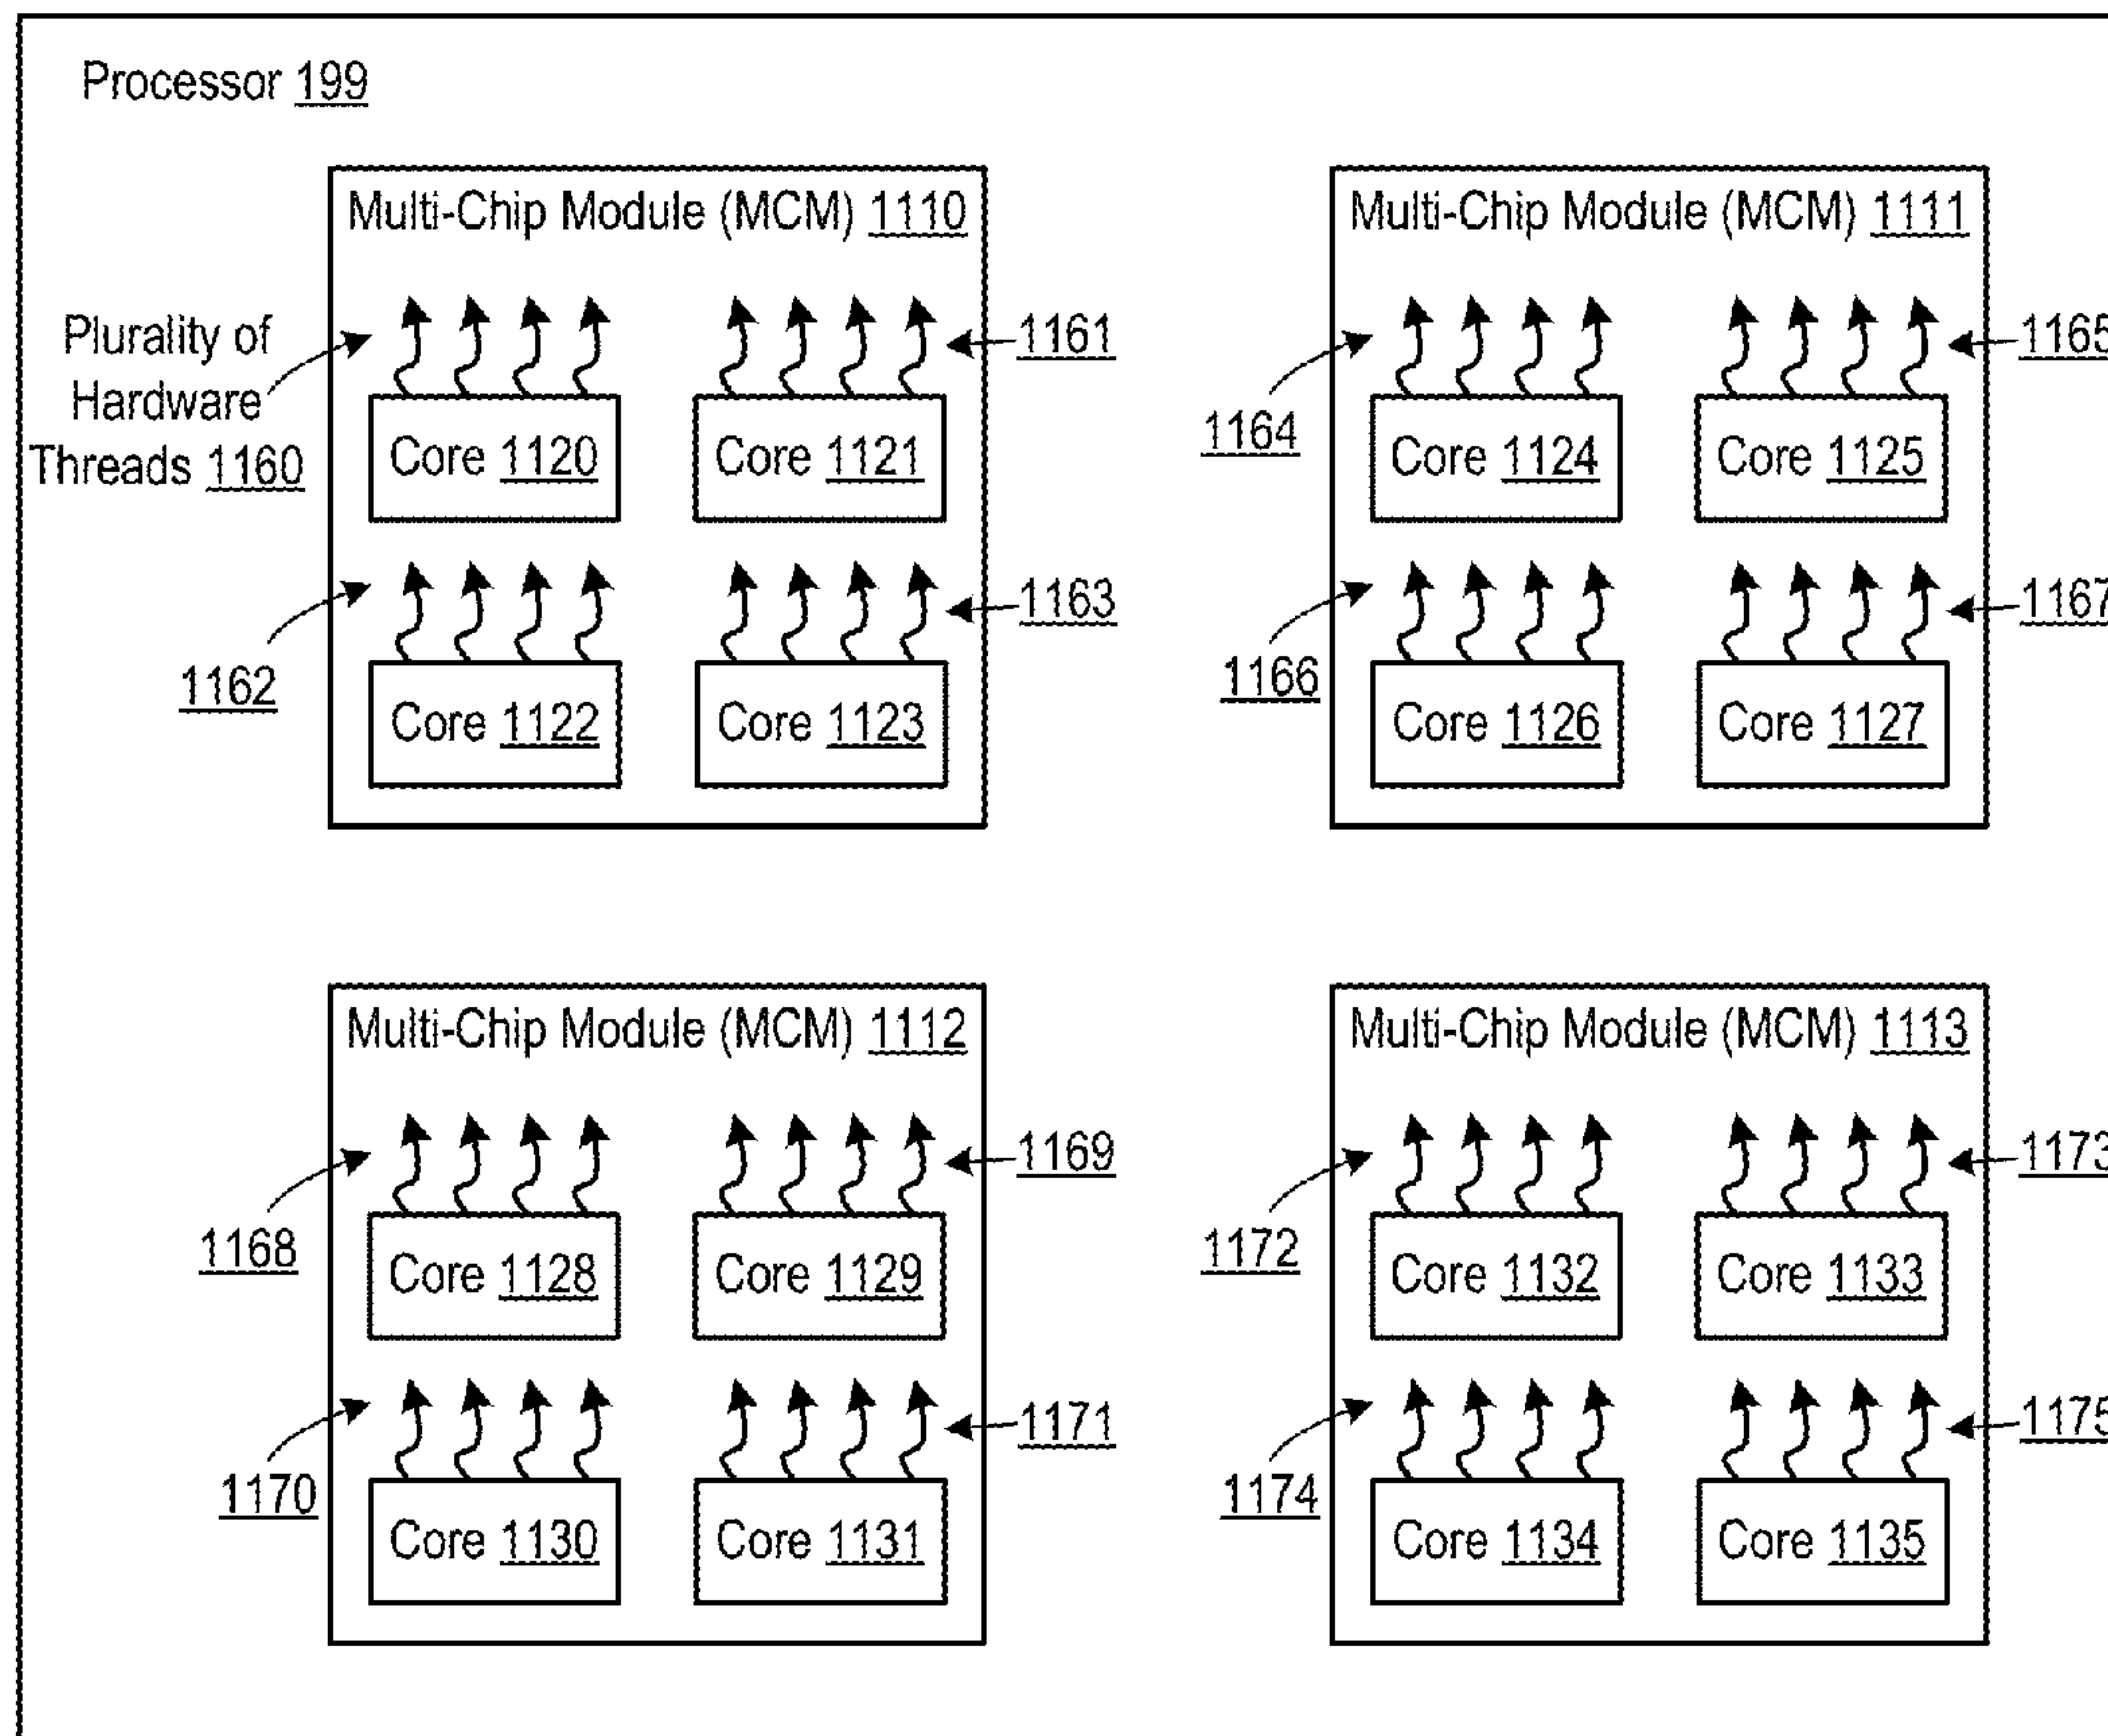 Processor 199
Multi-Chip Module (MCM) 1110
Plurality of
Hardware
Threads 1160
1161
Core 1120
Core 1121
1162
1163
Core 1122
Core 1123
Multi-Chip Module (MCM) 1111
1164
1165
Core 1124
Core 1125
1166
1167
Core 1126
Core 1127
Multi-Chip Module (MCM) 1112
1168
1169
Core 1128
Core 1129
1170
1171
Core 1130
Core 1131
Multi-Chip Module (MCM) 1113
1172
1173
Core 1132
Core 1133
1174
1175
Core 1134
Core 1135